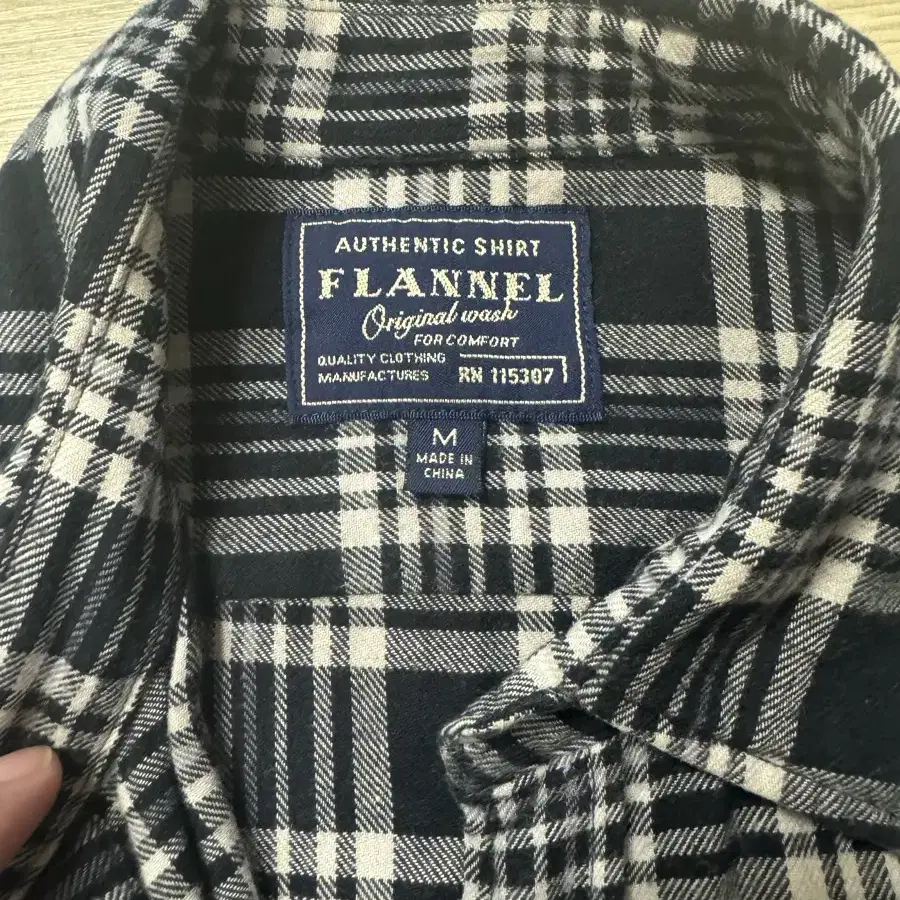 AUTHENTIC SHIRT
FLANNEL
Original wash
FOR COMFORT
QUALITY CLOTHING
MANUFACTURES RN 115307
M
MADE IN
CHINA